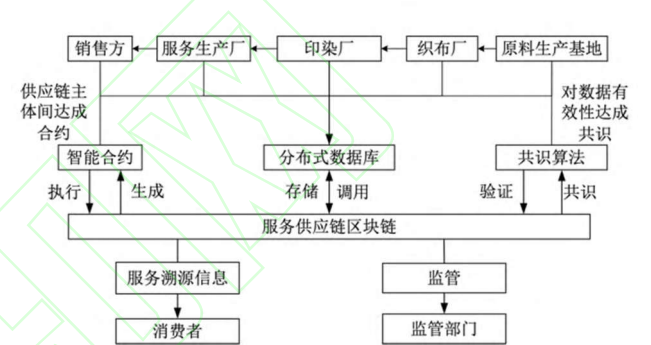 销售方
服务生产厂
印染厂
织布厂
原料生产基地
供应链主
体间达成
合约
对数据有
效性达成
共识
智能合约
分布式数据库
共识算法
执行
生成
存储
调用
验证
共识
服务供应链区块链
服务溯源信息
监管
消费者
监管部门